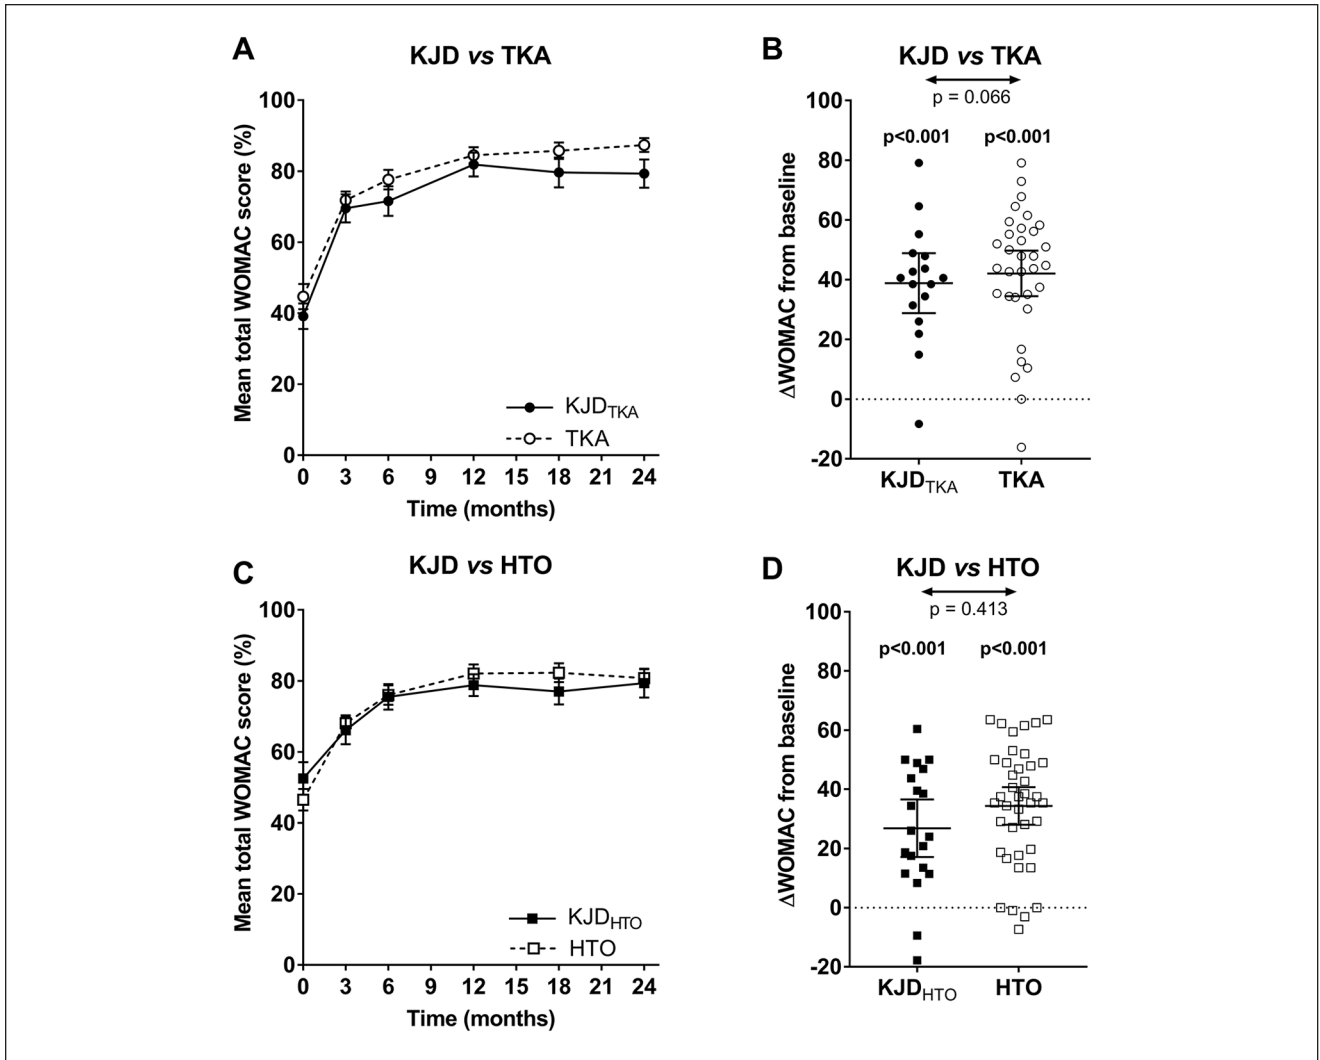 A
KJD vs TKA
Mean total WOMAC score (%)
100
80
60
40
20
0
0 3 6 9 12 15 18 21 24
Time (months)
KJDTKA
TKA
B
KJD vs TKA
p = 0.066
p<0.001 p<0.001
ΔWOMAC from baseline
100
80
60
40
20
0
-20
KJDTKA TKA
C
KJD vs HTO
Mean total WOMAC score (%)
100
80
60
40
20
0
0 3 6 9 12 15 18 21 24
Time (months)
KJDHTO
HTO
D
KJD vs HTO
p = 0.413
p<0.001 p<0.001
ΔWOMAC from baseline
100
80
60
40
20
0
-20
KJDHTO HTO